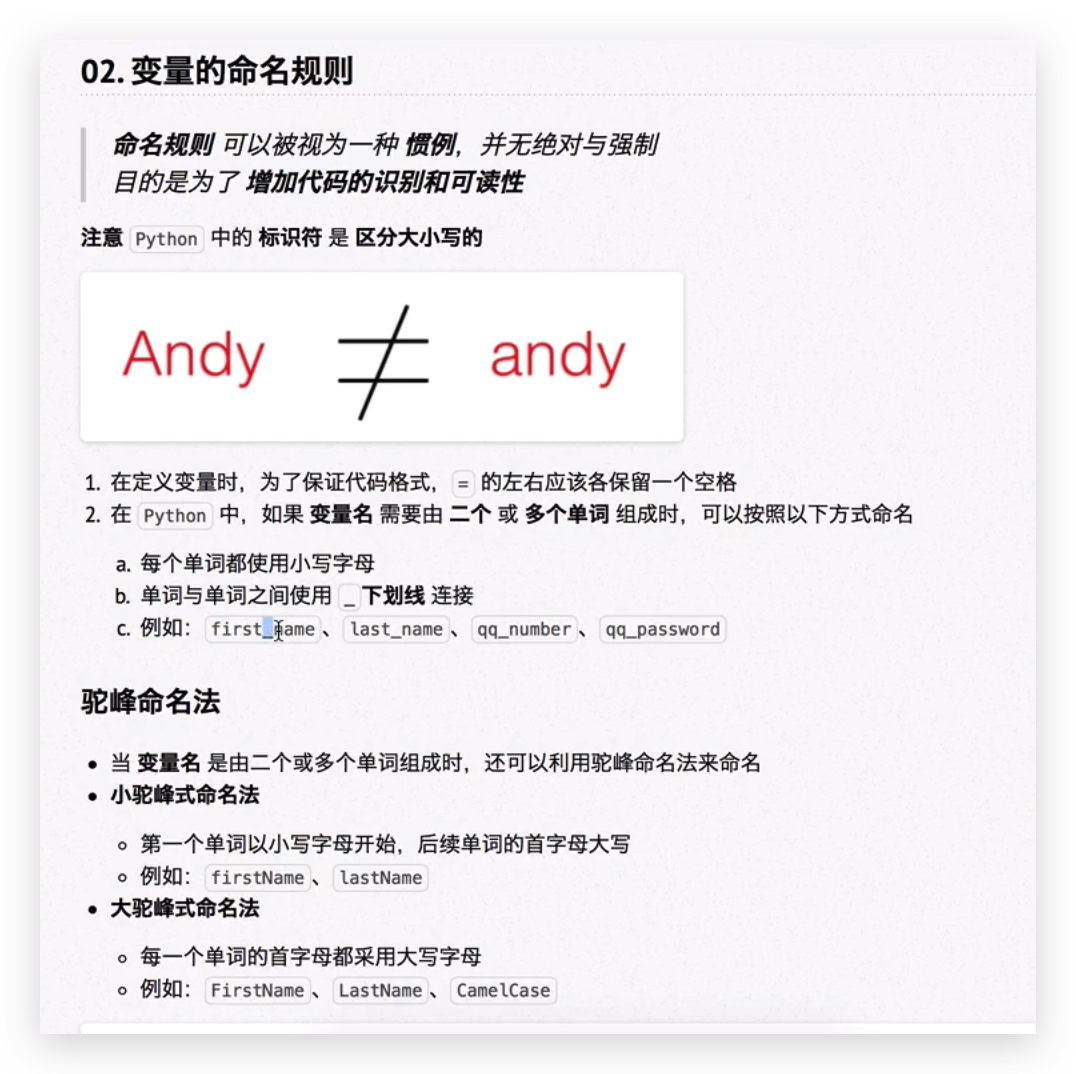 02. 变量的命名规则
命名规则 可以被视为一种 惯例，并无绝对与强制
目的是为了 增加代码的识别和可读性
注意 Python 中的 标识符 是 区分大小写的
Andy ≠ andy
1. 在定义变量时，为了保证代码格式， = 的左右应该各保留一个空格
2. 在 Python 中，如果 变量名 需要由 二个 或 多个单词 组成时，可以按照以下方式命名
a. 每个单词都使用小写字母
b. 单词与单词之间使用 _ 下划线 连接
c. 例如： first_name 、 last_name 、 qq_number 、 qq_password
驼峰命名法
• 当 变量名 是由二个或多个单词组成时，还可以利用驼峰命名法来命名
• 小驼峰式命名法
◦ 第一个单词以小写字母开始，后续单词的首字母大写
◦ 例如： firstName 、 lastName
• 大驼峰式命名法
◦ 每一个单词的首字母都采用大写字母
◦ 例如： FirstName 、 LastName 、 CamelCase